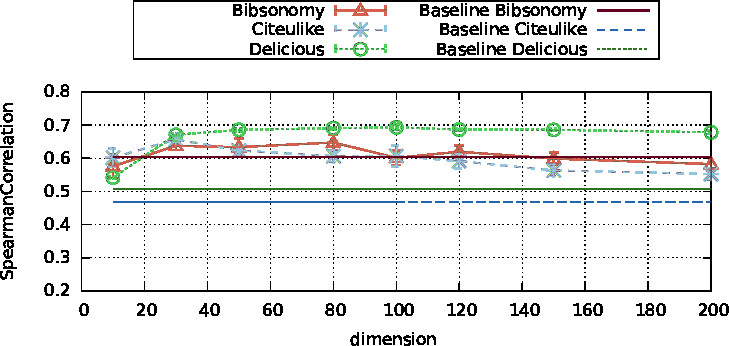 Bibsonomy Baseline Bibsonomy
Citeulike Baseline Citeulike
Delicious Baseline Delicious
0.8
0.7
0.6
0.5
0.4
0.3
0.2
SpearmanCorrelation
0 20 40 60 80 100 120 140 160 180 200
dimension